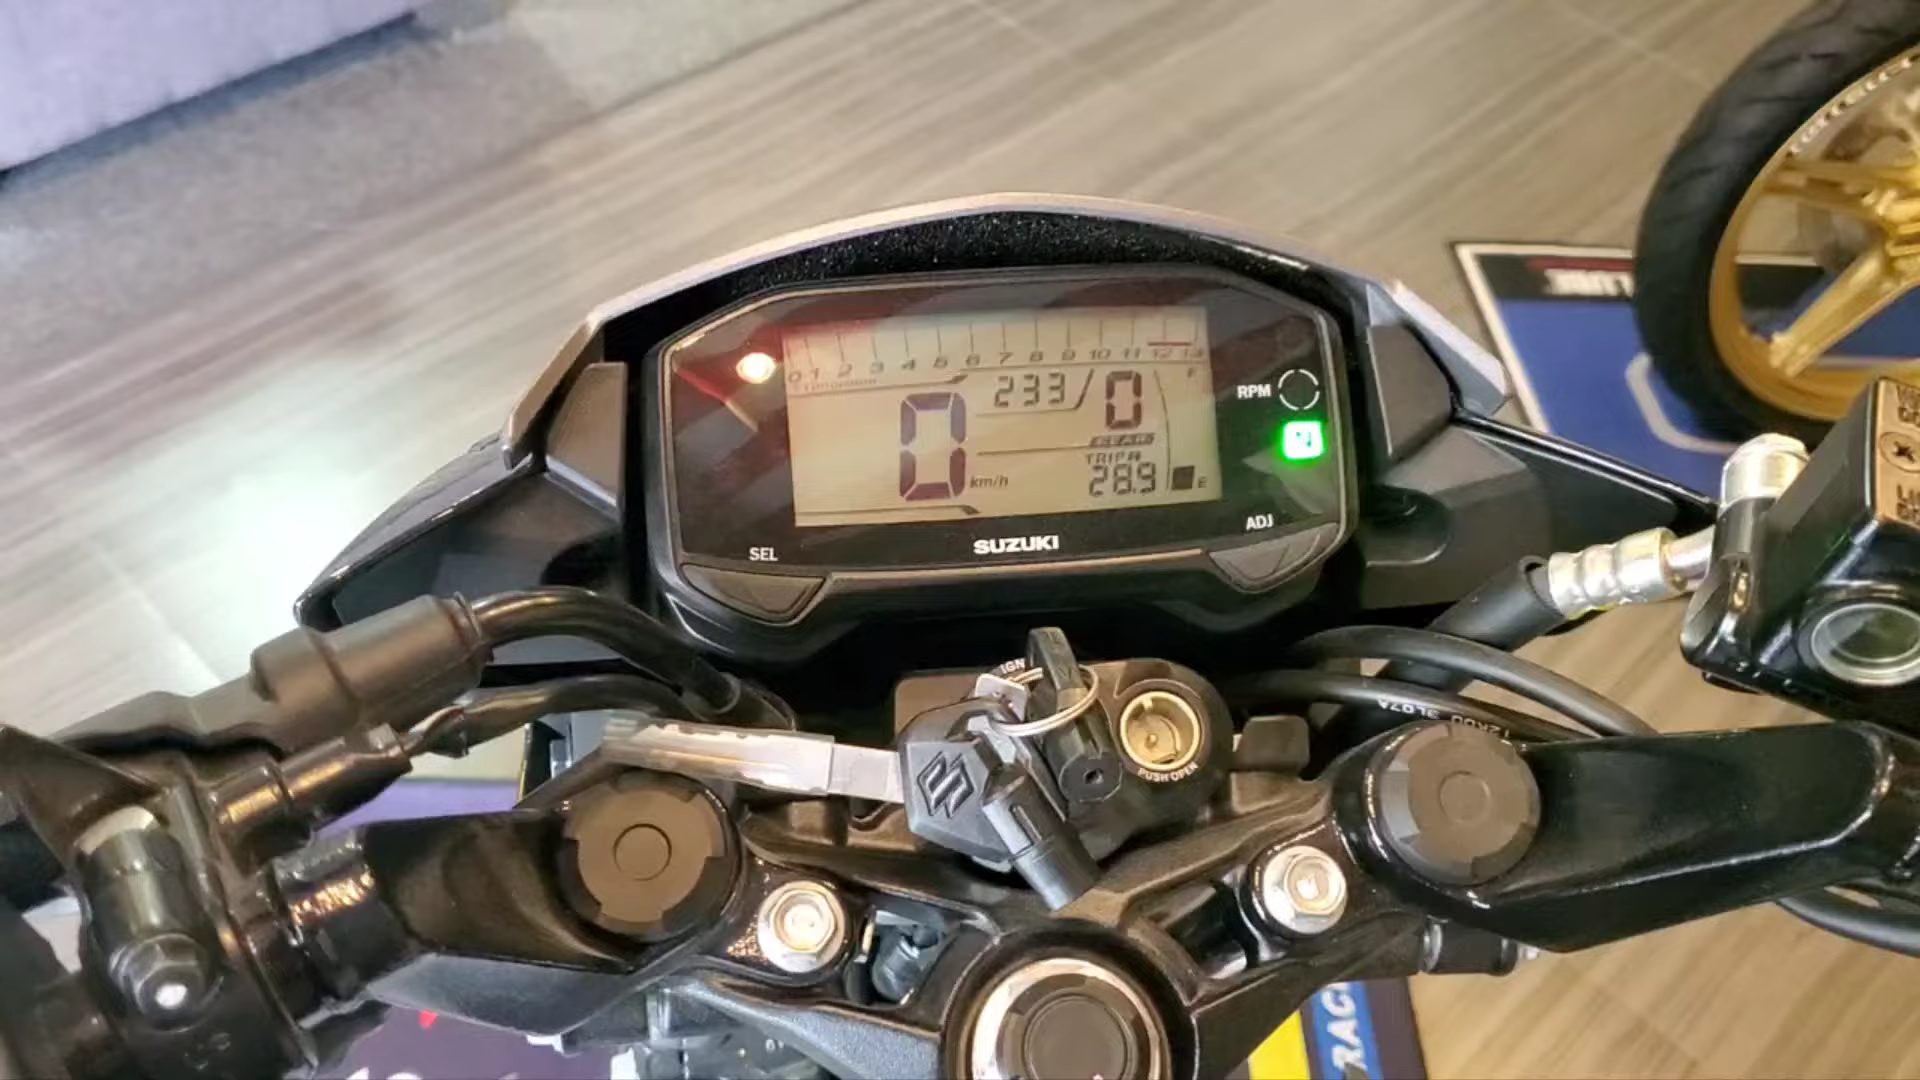 0 1 2 3 4 5 6 7 8 9 10 11 12 13
F
233/0
RPM
N
GEAR
0 km/h
TRIP A
28.9
E
SEL
SUZUKI
ADJ
IGN
PUSH OPEN
RAC